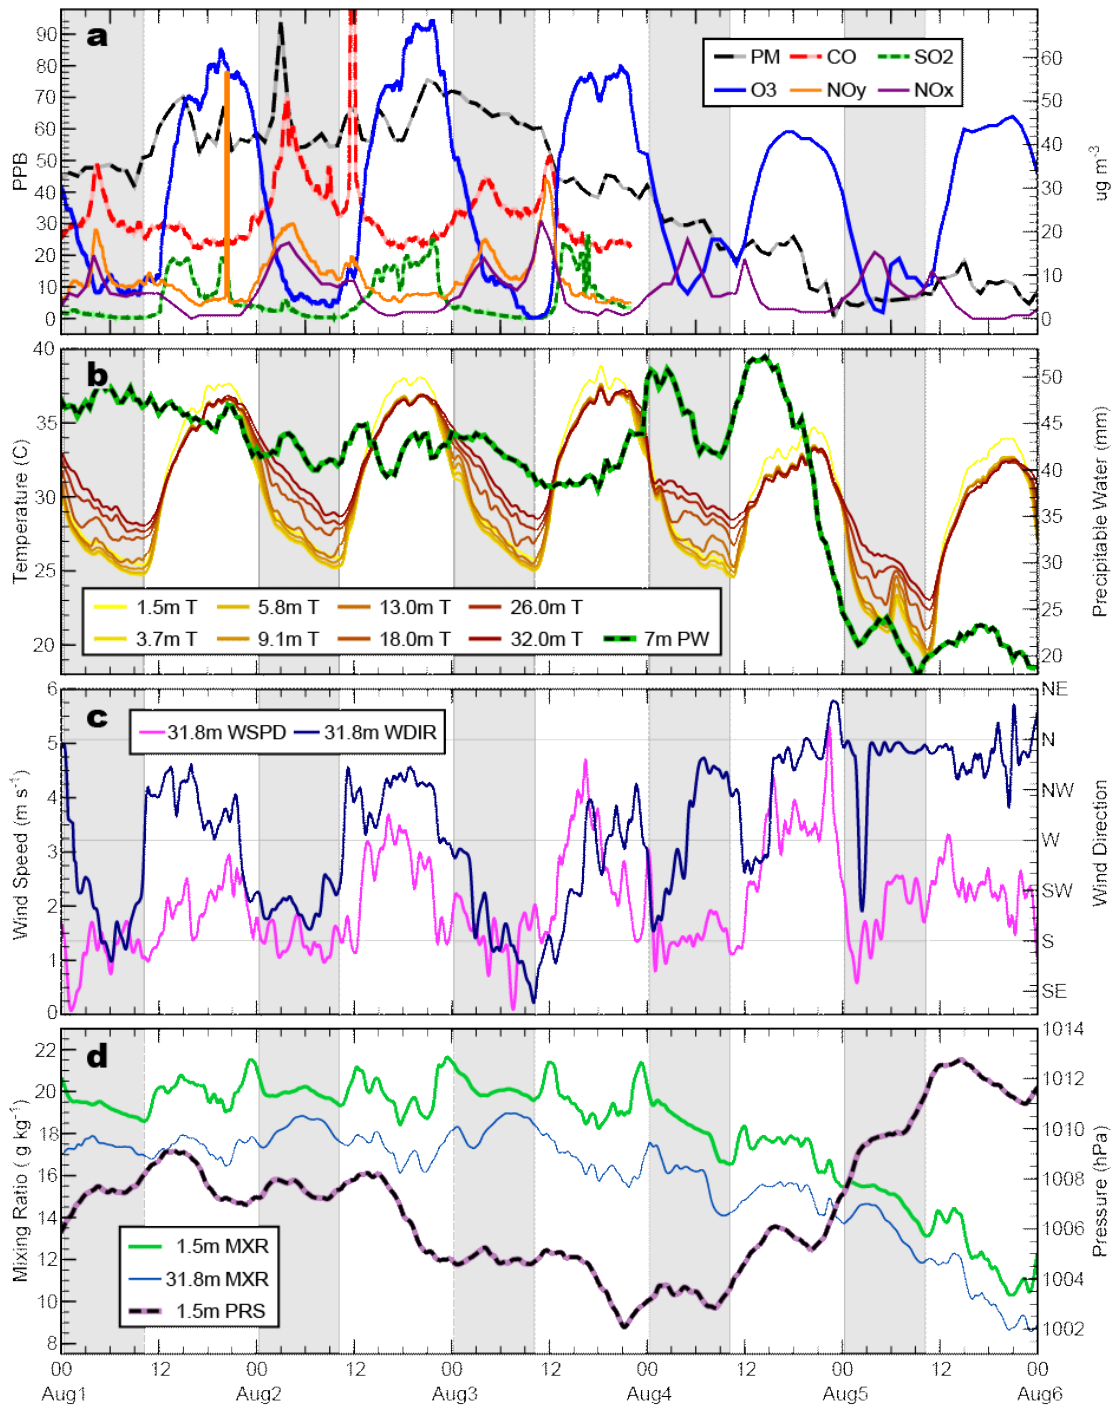 a
PM CO SO2
O3 NOy NOx
90
80
70
60
50
40
30
20
10
0
PPB
60
50
40
30
20
10
0
ug m⁻³
b
40
35
30
25
20
Temperature (C)
50
45
40
35
30
25
20
Precipitable Water (mm)
1.5m T 5.8m T 13.0m T 26.0m T
3.7m T 9.1m T 18.0m T 32.0m T 7m PW
c
31.8m WSPD 31.8m WDIR
6
5
4
3
2
1
0
Wind Speed (m s⁻¹)
NE
N
NW
W
SW
S
SE
Wind Direction
d
22
20
18
16
14
12
10
8
Mixing Ratio ( g kg⁻¹)
1014
1012
1010
1008
1006
1004
1002
Pressure (hPa)
1.5m MXR
31.8m MXR
1.5m PRS
00 12 00 12 00 12 00 12 00 12 00
Aug1 Aug2 Aug3 Aug4 Aug5 Aug6